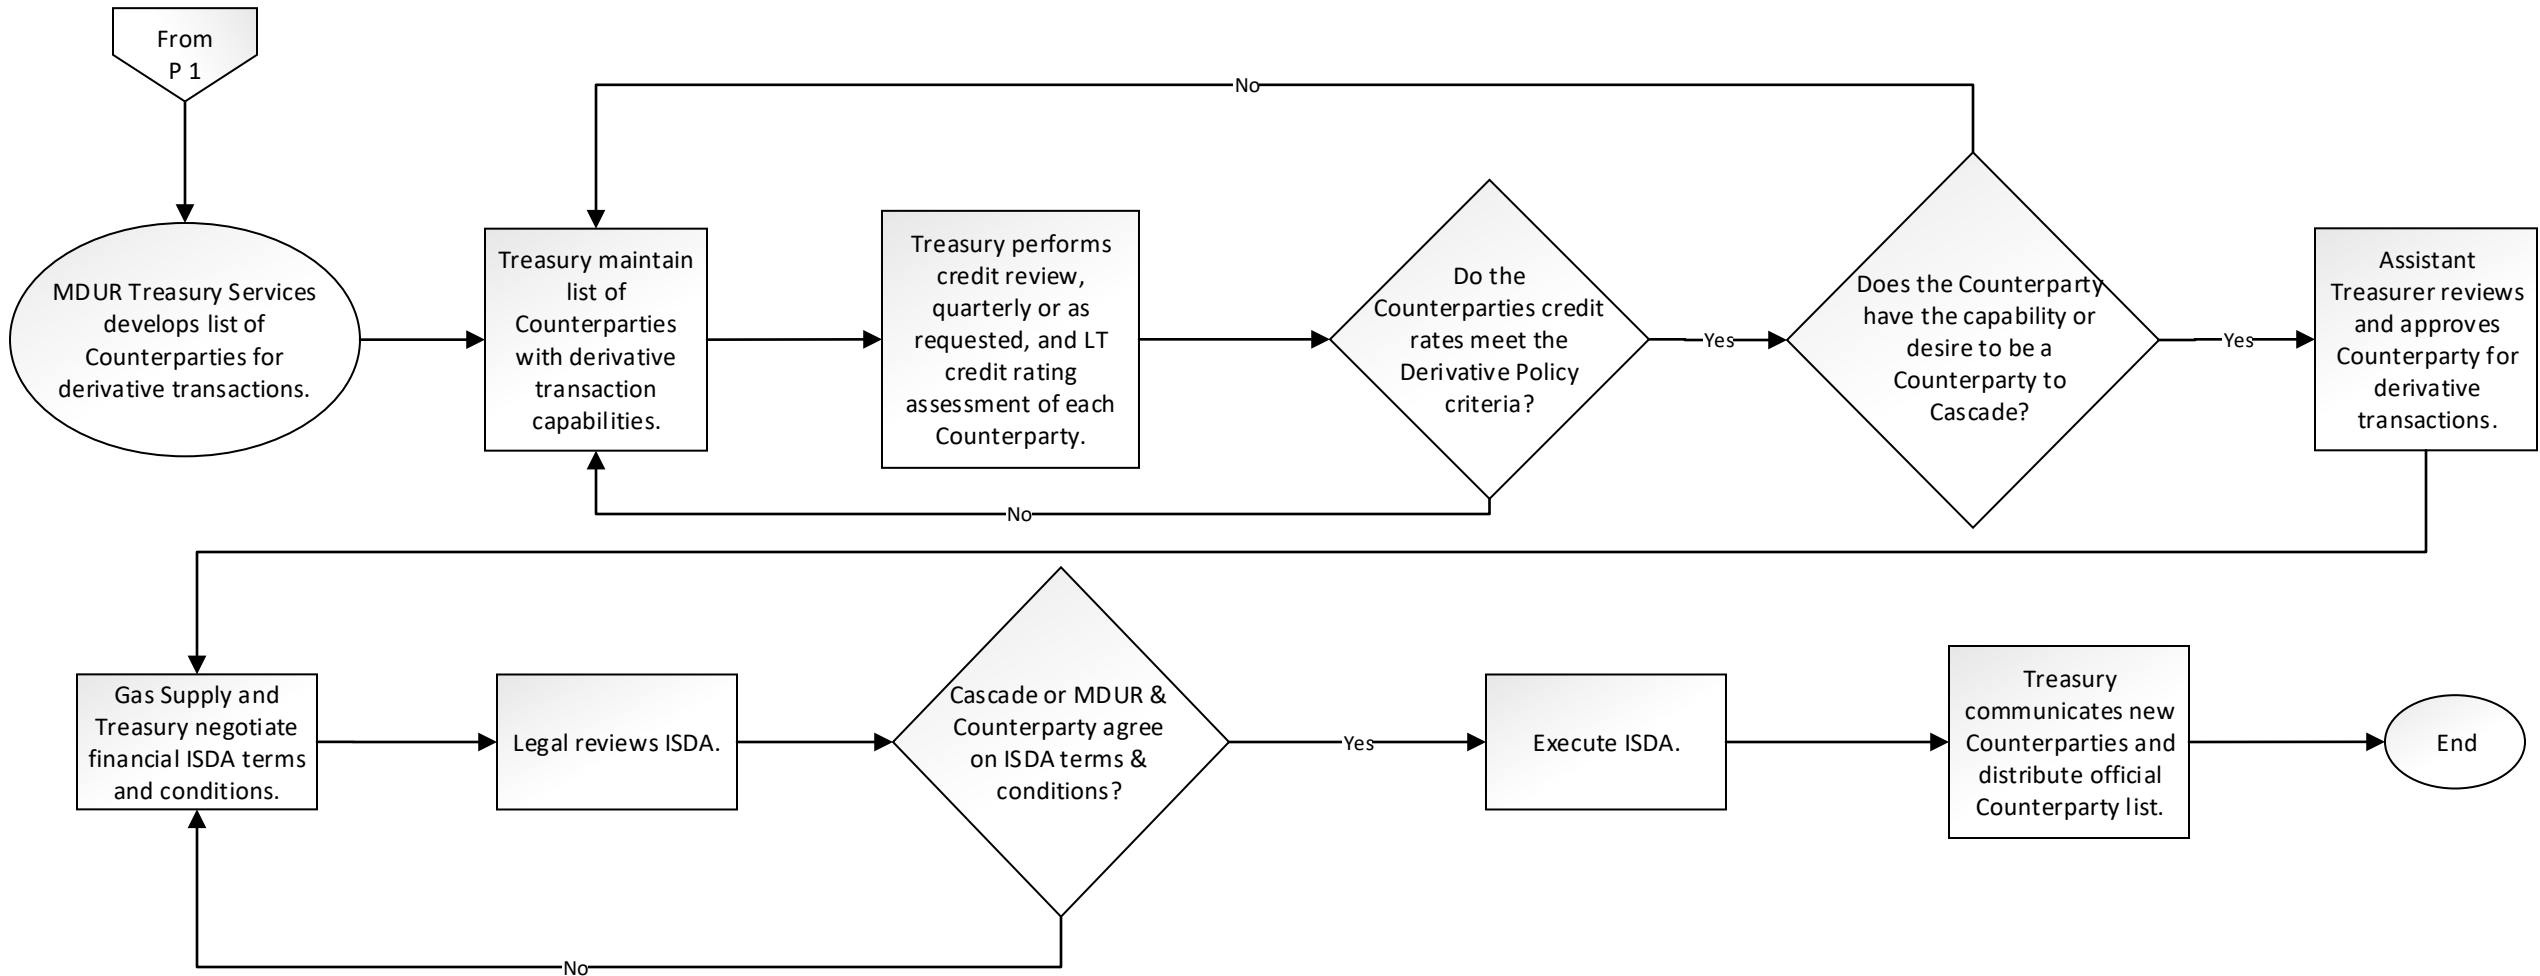 From
P 1
No
MDUR Treasury Services
develops list of
Counterparties for
derivative transactions.
Treasury maintain
list of
Counterparties
with derivative
transaction
capabilities.
Treasury performs
credit review,
quarterly or as
requested, and LT
credit rating
assessment of each
Counterparty.
Do the
Counterparties credit
rates meet the
Derivative Policy
criteria?
Yes
Does the Counterparty
have the capability or
desire to be a
Counterparty to
Cascade?
Yes
Assistant
Treasurer reviews
and approves
Counterparty for
derivative
transactions.
No
Gas Supply and
Treasury negotiate
financial ISDA terms
and conditions.
Legal reviews ISDA.
Cascade or MDUR &
Counterparty agree
on ISDA terms &
conditions?
Yes
Execute ISDA.
Treasury
communicates new
Counterparties and
distribute official
Counterparty list.
End
No